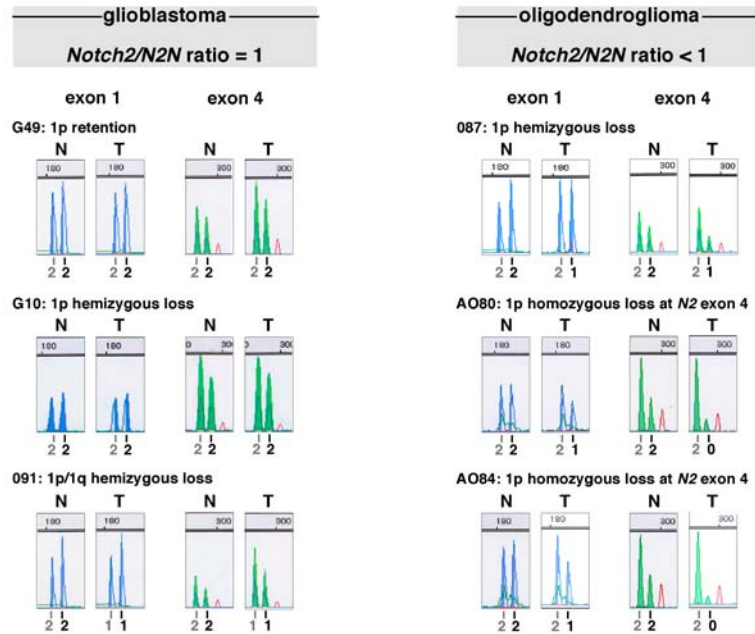 glioblastoma
Notch2/N2N ratio = 1
exon 1 exon 4
G49: 1p retention
N T N T
180 180 300 300
2 2 2 2 2 2 2 2
G10: 1p hemizygous loss
N T N T
180 180 0 30 0 300
2 2 2 2 2 2 2 2
091: 1p/1q hemizygous loss
N T N T
180 180 300 300
2 2 1 1 2 2 1 1
oligodendroglioma
Notch2/N2N ratio < 1
exon 1 exon 4
087: 1p hemizygous loss
N T N T
180 180 300 300
2 2 2 1 2 2 2 1
AO80: 1p homozygous loss at N2 exon 4
N T N T
180 180 300 300
2 2 2 1 2 2 2 0
AO84: 1p homozygous loss at N2 exon 4
N T N T
180 180 300 300
2 2 2 1 2 2 2 0